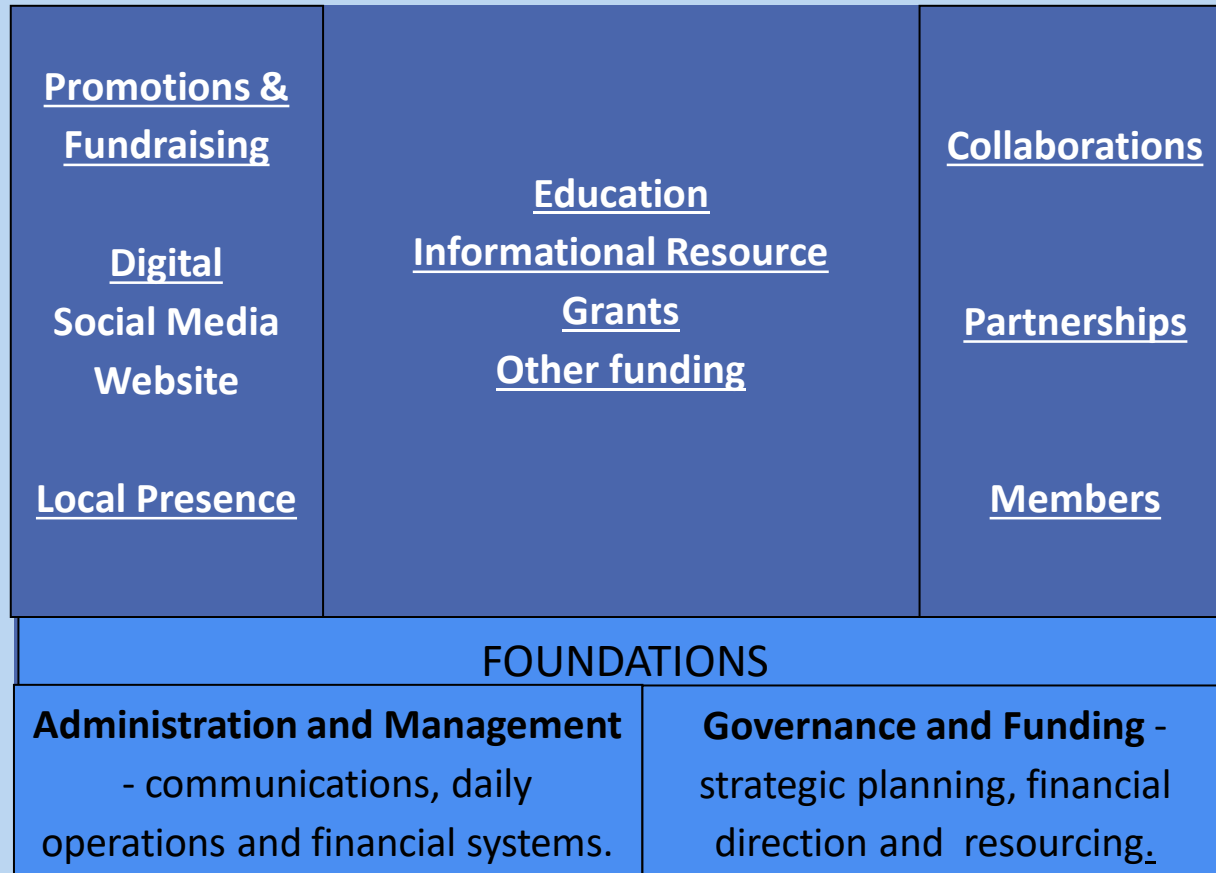 Promotions &
Fundraising
Digital
Social Media
Website
Local Presence
Education
Informational Resource
Grants
Other funding
Collaborations
Partnerships
Members
FOUNDATIONS
Administration and Management
- communications, daily
operations and financial systems.
Governance and Funding -
strategic planning, financial
direction and  resourcing.